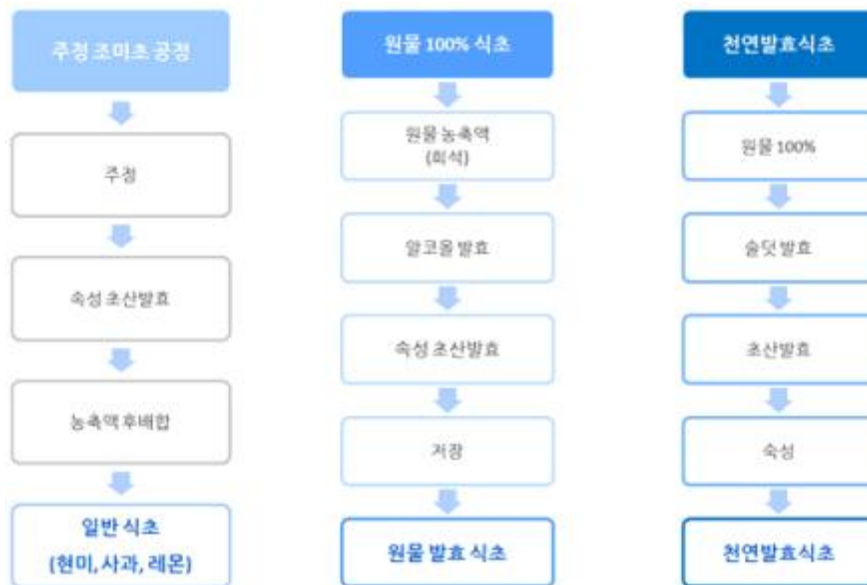 주정 조미초 공정
주정
속성 초산발효
농축액 후배합
일반 식초
(현미, 사과, 레몬)
원물 100% 식초
원물 농축액
(희석)
알코올 발효
속성 초산발효
저장
원물 발효 식초
천연발효식초
원물 100%
술덧 발효
초산발효
숙성
천연발효식초